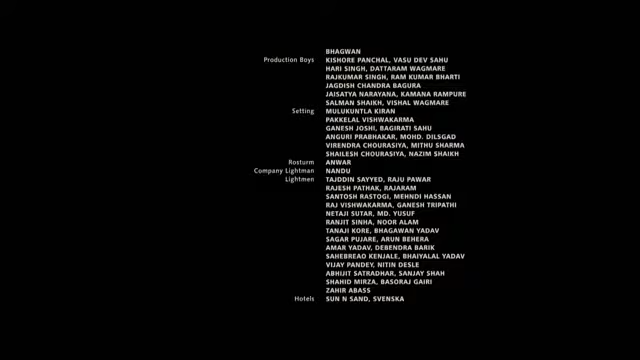 BHAGWAN
Production Boys KISHORE PANCHAL, VASU DEV SAHU
HARI SINGH, DATTARAM WAGMARE
RAJKUMAR SINGH, RAM KUMAR BHARTI
JAGDISH CHANDRA BAGURA
JAISATYA NARAYANA, KAMANA RAMPURE
SALMAN SHAIKH, VISHAL WAGMARE
Setting MULUKUNTLA KIRAN
PAKKELAL VISHWAKARMA
GANESH JOSHI, BAGIRATI SAHU
ANGURI PRABHAKAR, MOHD. DILSGAD
VIRENDRA CHOURASIYA, MITHU SHARMA
SHAILESH CHOURASIYA, NAZIM SHAIKH
Rosturm ANWAR
Company Lightman NANDU
Lightmen TAJDDIN SAYYED, RAJU PAWAR
RAJESH PATHAK, RAJARAM
SANTOSH RASTOGI, MEHNDI HASSAN
RAJ VISHWAKARMA, GANESH TRIPATHI
NETAJI SUTAR, MD. YUSUF
RANJIT SINHA, NOOR ALAM
TANAJI KORE, BHAGAWAN YADAV
SAGAR PUJARE, ARUN BEHERA
AMAR YADAV, DEBENDRA BARIK
SAHEBREAO KENJALE, BHAIYALAL YADAV
VIJAY PANDEY, NITIN DESLE
ABHIJIT SATRADHAR, SANJAY SHAH
SHAHID MIRZA, BASORAJ GAIRI
ZAHIR ABASS
Hotels SUN N SAND, SVENSKA